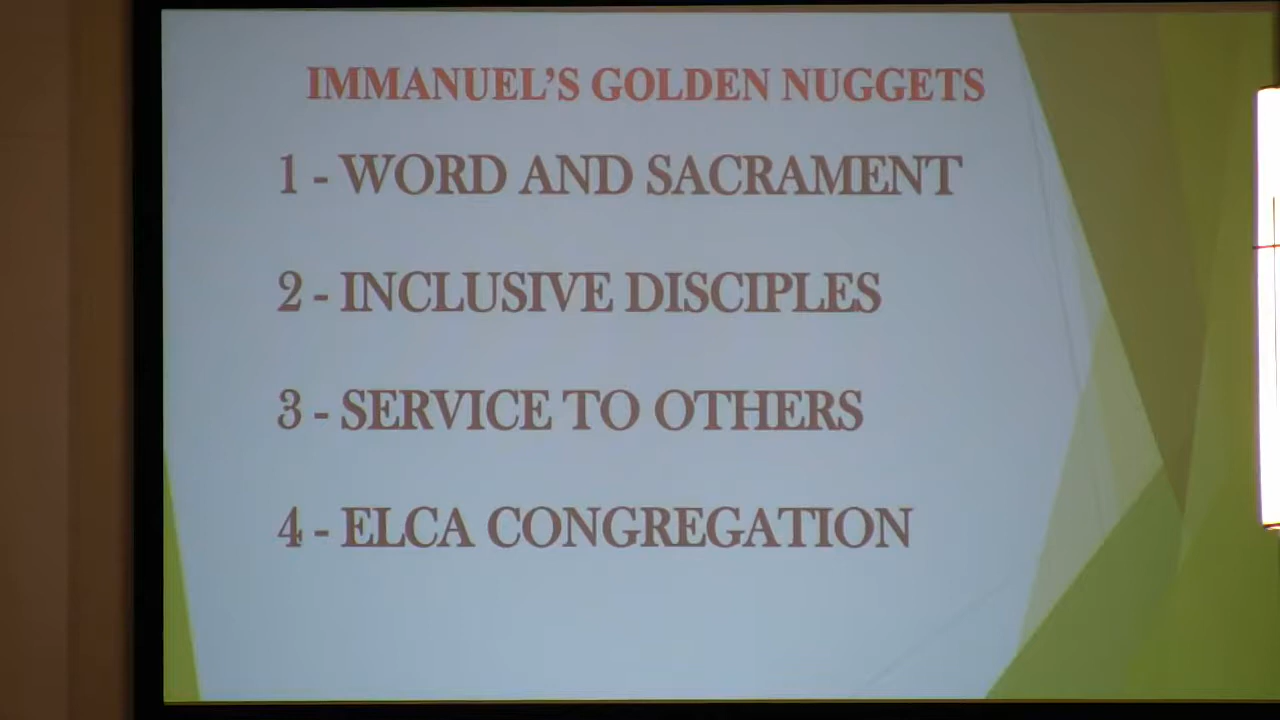 IMMANUEL'S GOLDEN NUGGETS
1 - WORD AND SACRAMENT
2 - INCLUSIVE DISCIPLES
3 - SERVICE TO OTHERS
4 - ELCA CONGREGATION